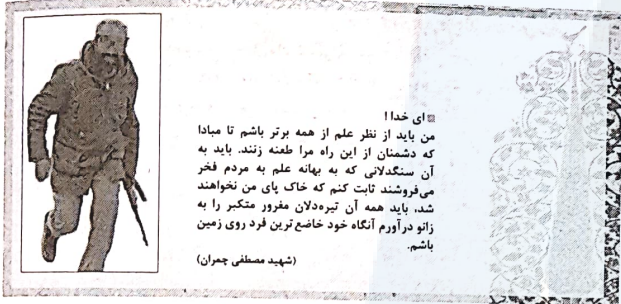 ای خدا !
من باید از نظر علم از همه برتر باشم تا مبادا
که دشمنان از این راه مرا طعنه زنند. باید به
آن سنگدلانی که به بهانه علم به مردم فخر
می‌فروشند ثابت کنم که خاک پای من نخواهند
شد، باید همه آن تیره‌دلان مغرور متکبر را به
زانو درآورم آنگاه خود خاضع‌ترین فرد روی زمین
باشم.
(شهید مصطفی چمران)